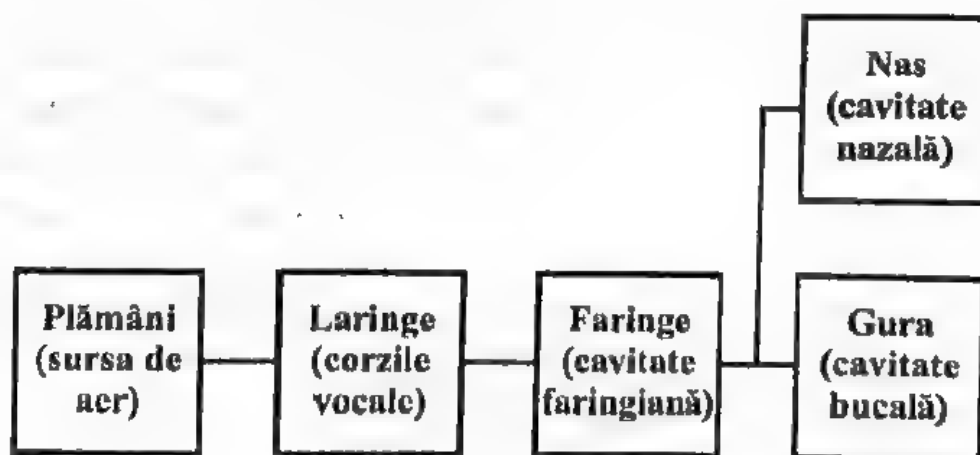 Nas
(cavitate
nazală)
Plămâni
(sursa de
aer)
Laringe
(corzile
vocale)
Faringe
(cavitate
faringiană)
Gura
(cavitate
bucală)